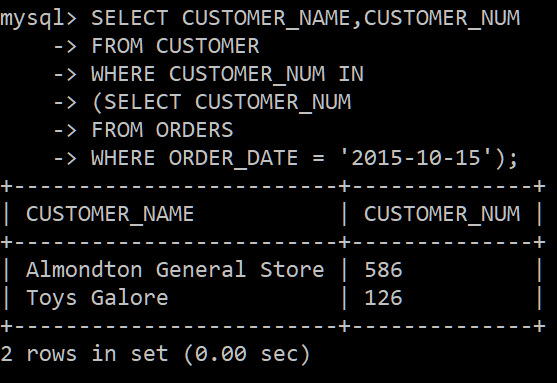 mysql> SELECT CUSTOMER_NAME,CUSTOMER_NUM
    -> FROM CUSTOMER
    -> WHERE CUSTOMER_NUM IN
    -> (SELECT CUSTOMER_NUM
    -> FROM ORDERS
    -> WHERE ORDER_DATE = '2015-10-15');
+------------------------+--------------+
| CUSTOMER_NAME          | CUSTOMER_NUM |
+------------------------+--------------+
| Almondton General Store | 586          |
| Toys Galore            | 126          |
+------------------------+--------------+
2 rows in set (0.00 sec)